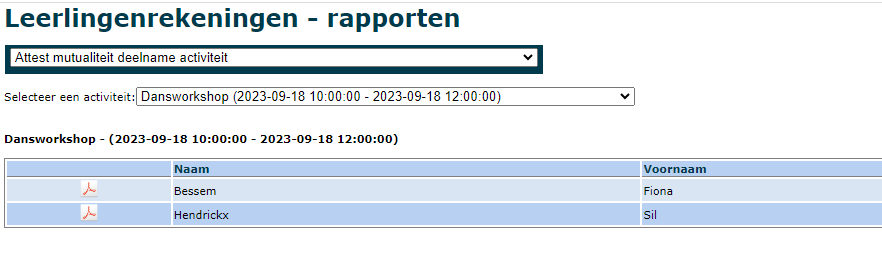 Leerlingenrekeningen - rapporten
Attest mutualiteit deelname activiteit
Selecteer een activiteit: Dansworkshop (2023-09-18 10:00:00 - 2023-09-18 12:00:00)
Dansworkshop - (2023-09-18 10:00:00 - 2023-09-18 12:00:00)
Naam Voornaam
Bessem Fiona
Hendrickx Sil